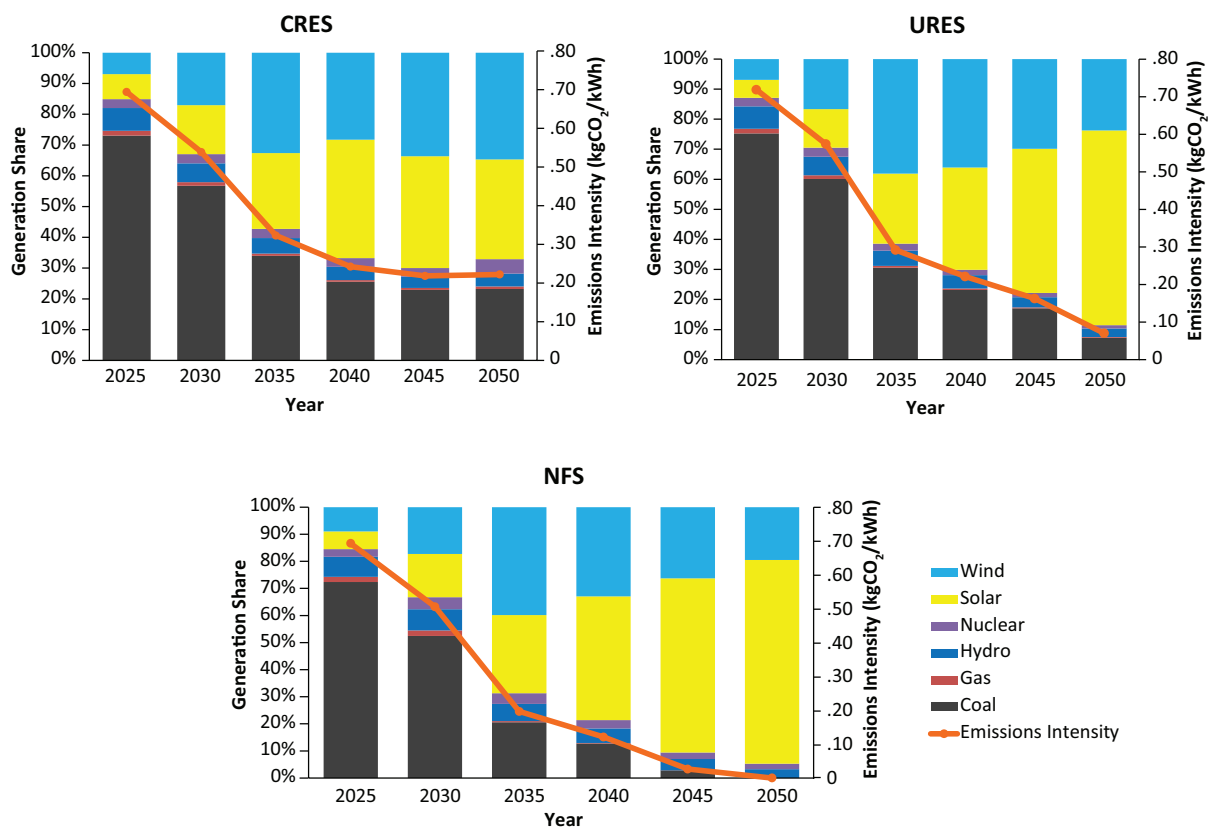 CRES
100%
90%
80%
70%
60%
50%
40%
30%
20%
10%
0%
Generation Share
.80
.70
.60
.50
.40
.30
.20
.10
0
Emissions Intensity (kgCO₂/kWh)
2025 2030 2035 2040 2045 2050
Year
URES
100%
90%
80%
70%
60%
50%
40%
30%
20%
10%
0%
Generation Share
.80
.70
.60
.50
.40
.30
.20
.10
0
Emissions Intensity (kgCO₂/kWh)
2025 2030 2035 2040 2045 2050
Year
NFS
100%
90%
80%
70%
60%
50%
40%
30%
20%
10%
0%
Generation Share
.80
.70
.60
.50
.40
.30
.20
.10
0
Emissions Intensity (kgCO₂/kWh)
2025 2030 2035 2040 2045 2050
Year
Wind
Solar
Nuclear
Hydro
Gas
Coal
Emissions Intensity